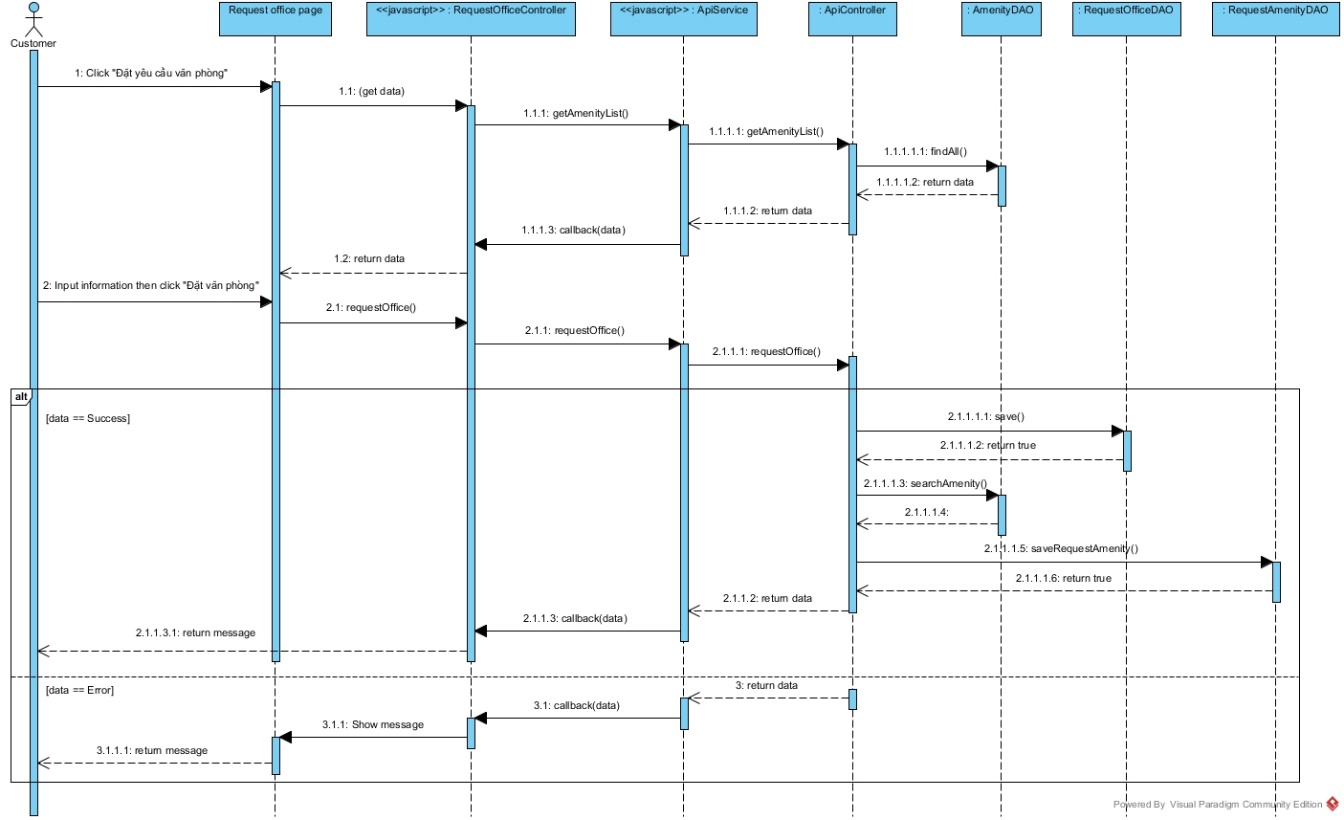 Request office page
<<javascript>> : RequestOfficeController
<<javascript>> : ApiService
: ApiController
: AmenityDAO
: RequestOfficeDAO
: RequestAmenityDAO
Customer
1: Click "Đặt yêu cầu văn phòng"
1.1: (get data)
1.1.1: getAmenityList()
1.1.1.1: getAmenityList()
1.1.1.1.1: findAll()
1.1.1.1.2: return data
1.1.1.2: return data
1.1.1.3: callback(data)
1.2: return data
2: Input information then click "Đặt văn phòng"
2.1: requestOffice()
2.1.1: requestOffice()
2.1.1.1: requestOffice()
alt
[data == Success]
2.1.1.1.1: save()
2.1.1.1.2: return true
2.1.1.1.3: searchAmenity()
2.1.1.1.4:
2.1.1.1.5: saveRequestAmenity()
2.1.1.1.6: return true
2.1.1.2: return data
2.1.1.3: callback(data)
2.1.1.3.1: return message
[data == Error]
3: return data
3.1: callback(data)
3.1.1: Show message
3.1.1.1: return message
Powered By Visual Paradigm Community Edition